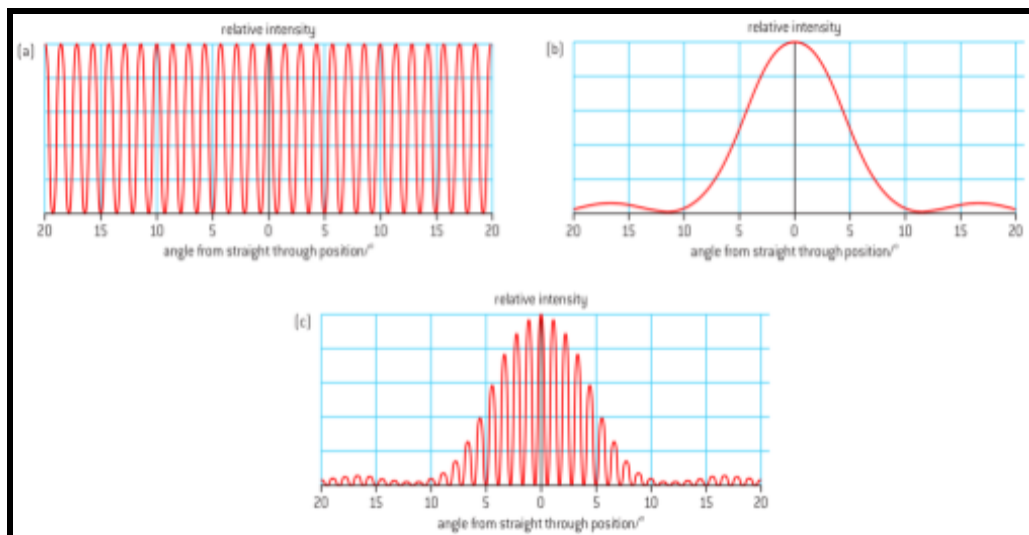 relative intensity
(a)
20 15 10 5 0 5 10 15 20
angle from straight through position/°
relative intensity
(b)
20 15 10 5 0 5 10 15 20
angle from straight through position/°
relative intensity
(c)
20 15 10 5 0 5 10 15 20
angle from straight through position/°